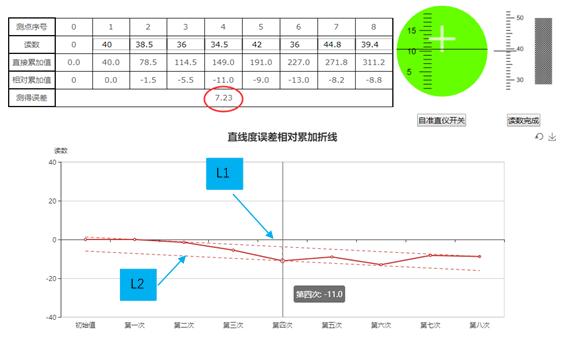 测点序号 0 1 2 3 4 5 6 7 8
读数 0 40 38.5 36 34.5 42 36 44.8 39.4
直接累加值 0.0 40.0 78.5 114.5 149.0 191.0 227.0 271.8 311.2
相对累加值 0 0.0 -1.5 -5.5 -11.0 -9.0 -13.0 -8.2 -8.8
测得误差 7.23
15
10
5
50
40
30
自准直仪开关 读数完成
直线度误差相对累加折线
读数
40
L1
20
0
L2
-20
第四次: -11.0
-40
初始值 第一次 第二次 第三次 第四次 第五次 第六次 第七次 第八次